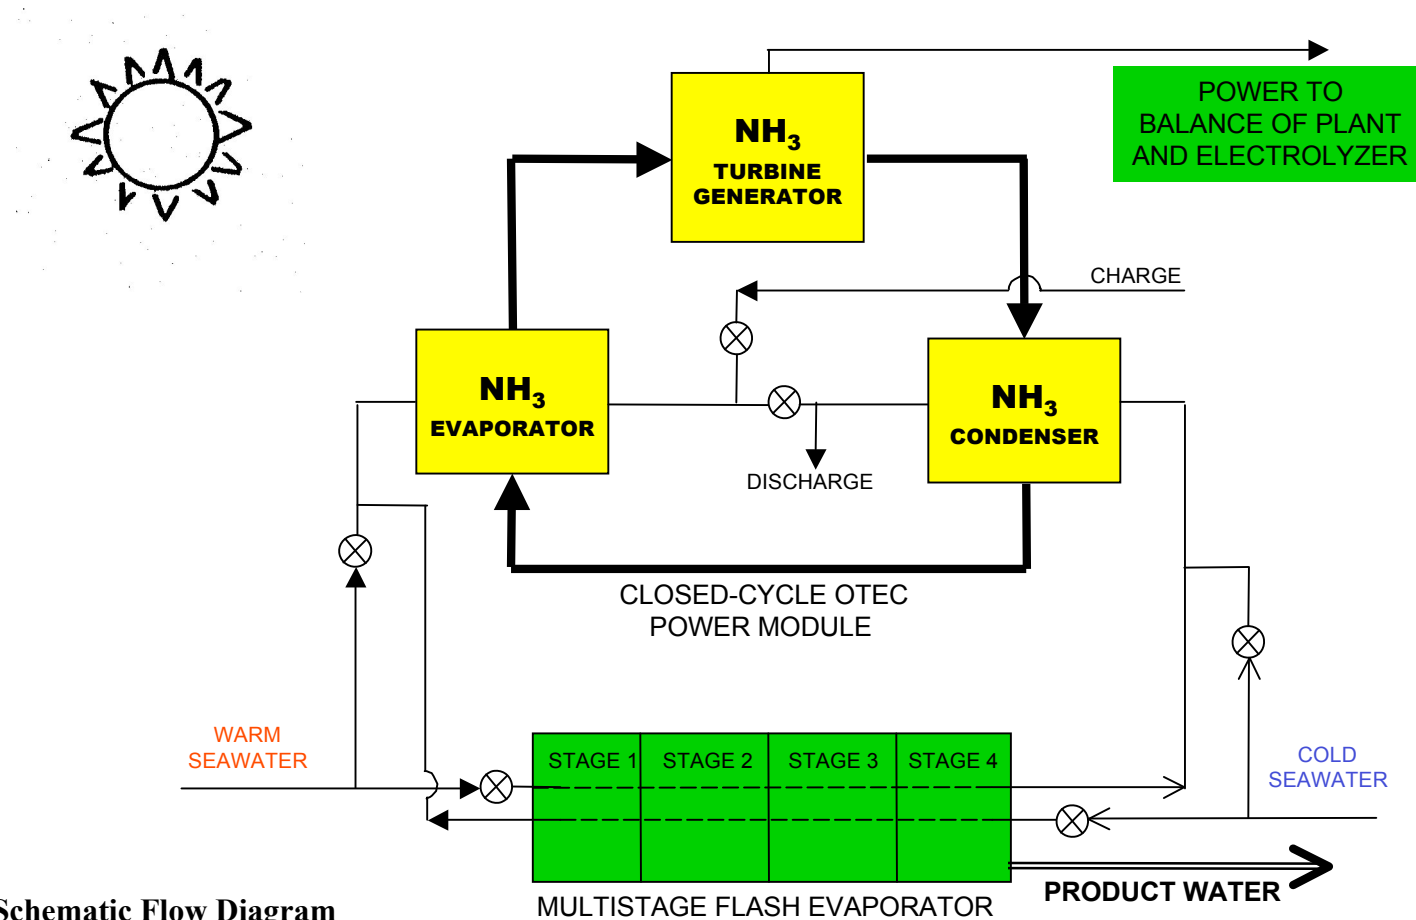 POWER TO
BALANCE OF PLANT
AND ELECTROLYZER
NH3
TURBINE
GENERATOR
CHARGE
NH3
EVAPORATOR
NH3
CONDENSER
DISCHARGE
CLOSED-CYCLE OTEC
POWER MODULE
WARM
SEAWATER
STAGE 1
STAGE 2
STAGE 3
STAGE 4
COLD
SEAWATER
PRODUCT WATER
MULTISTAGE FLASH EVAPORATOR
Schematic Flow Diagram